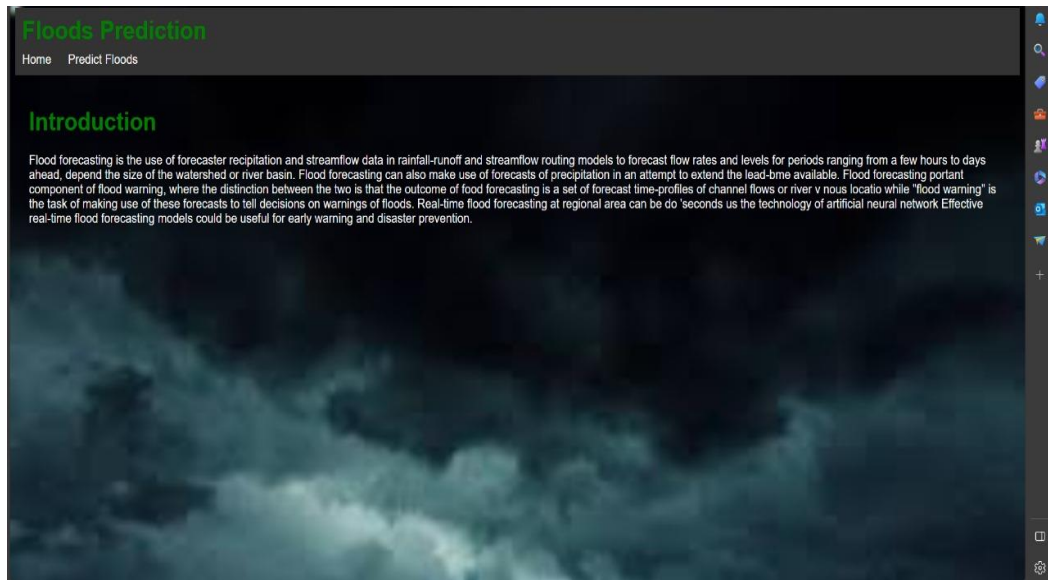 Floods Prediction
Home Predict Floods
Introduction
Flood forecasting is the use of forecaster recipitation and streamflow data in rainfall-runoff and streamflow routing models to forecast flow rates and levels for periods ranging from a few hours to days
ahead, depend the size of the watershed or river basin. Flood forecasting can also make use of forecasts of precipitation in an attempt to extend the lead-bme available. Flood forecasting portant
component of flood warning, where the distinction between the two is that the outcome of food forecasting is a set of forecast time-profiles of channel flows or river v nous locatio while "flood warning" is
the task of making use of these forecasts to tell decisions on warnings of floods. Real-time flood forecasting at regional area can be do 'seconds us the technology of artificial neural network Effective
real-time flood forecasting models could be useful for early warning and disaster prevention.